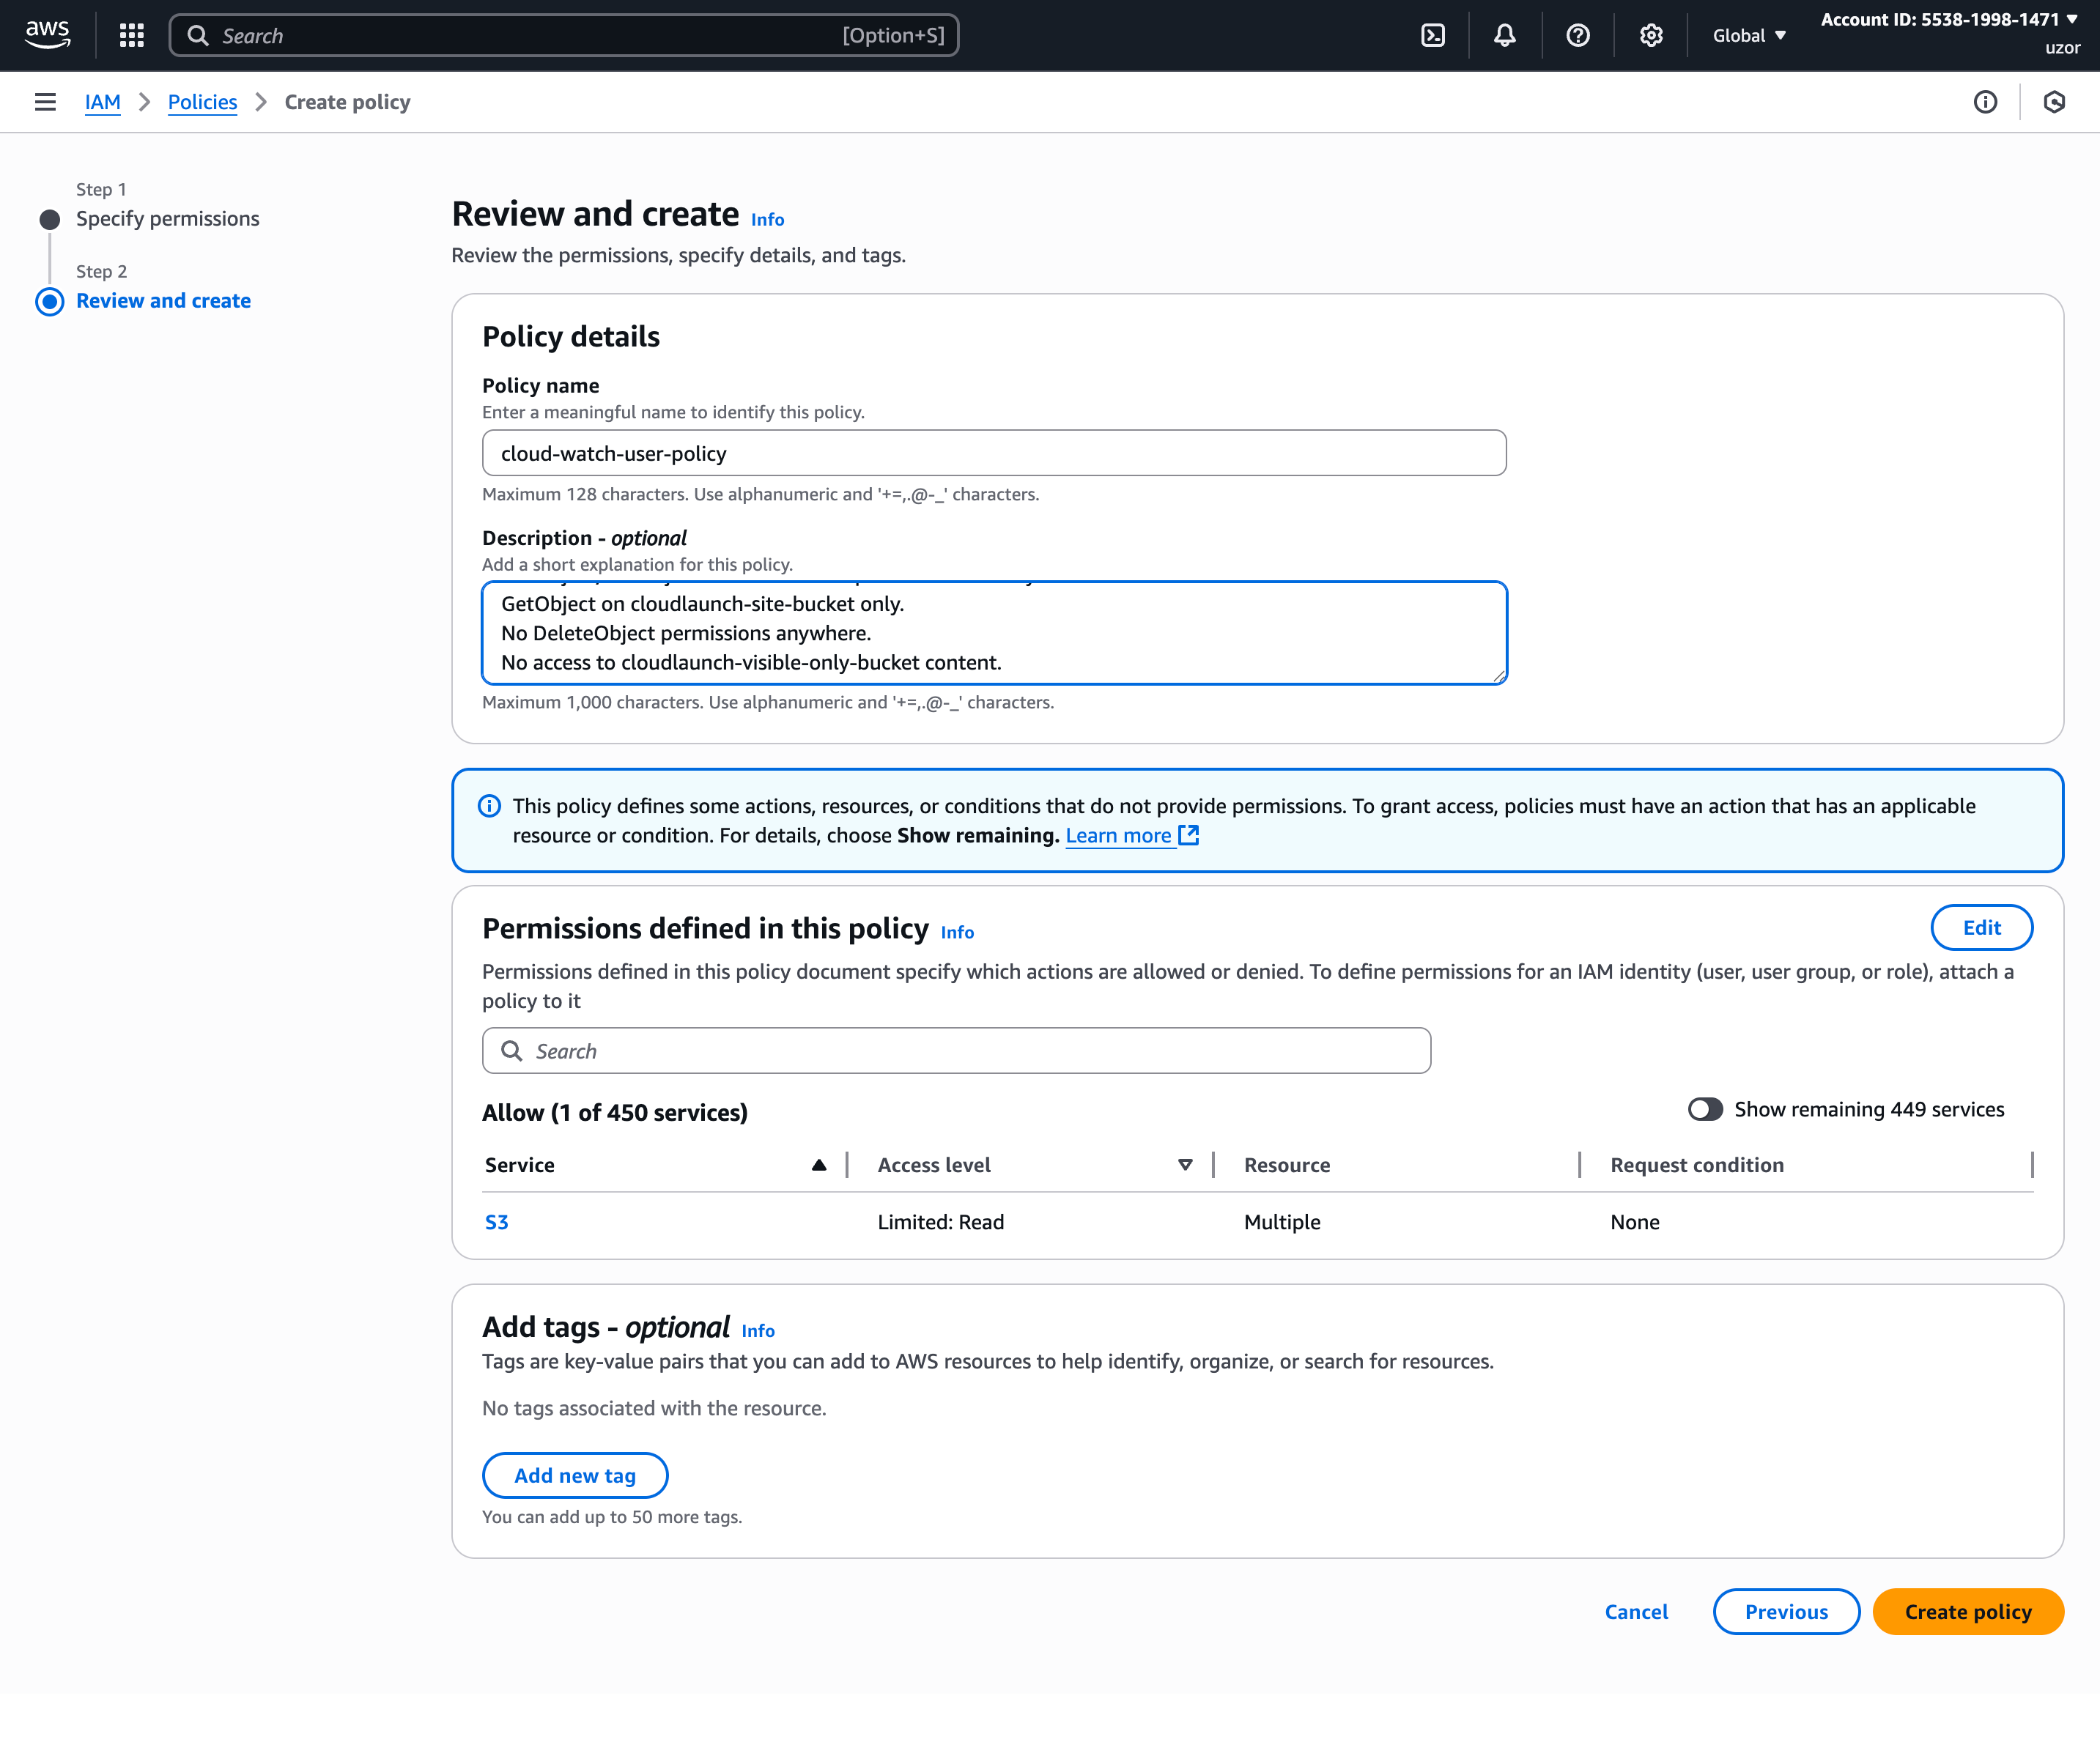 aws
Search
[Option+S]
Global
Account ID: 5538-1998-1471
uzor
IAM
Policies
Create policy
Step 1
Specify permissions
Step 2
Review and create
Review and create Info
Review the permissions, specify details, and tags.
Policy details
Policy name
Enter a meaningful name to identify this policy.
cloud-watch-user-policy
Maximum 128 characters. Use alphanumeric and '+=,.@-_' characters.
Description - optional
Add a short explanation for this policy.
GetObject on cloudlaunch-site-bucket only.
No DeleteObject permissions anywhere.
No access to cloudlaunch-visible-only-bucket content.
Maximum 1,000 characters. Use alphanumeric and '+=,.@-_' characters.
This policy defines some actions, resources, or conditions that do not provide permissions. To grant access, policies must have an action that has an applicable
resource or condition. For details, choose Show remaining. Learn more
Permissions defined in this policy Info
Edit
Permissions defined in this policy document specify which actions are allowed or denied. To define permissions for an IAM identity (user, user group, or role), attach a
policy to it
Search
Allow (1 of 450 services)
Show remaining 449 services
Service Access level Resource Request condition
S3 Limited: Read Multiple None
Add tags - optional Info
Tags are key-value pairs that you can add to AWS resources to help identify, organize, or search for resources.
No tags associated with the resource.
Add new tag
You can add up to 50 more tags.
Cancel
Previous
Create policy